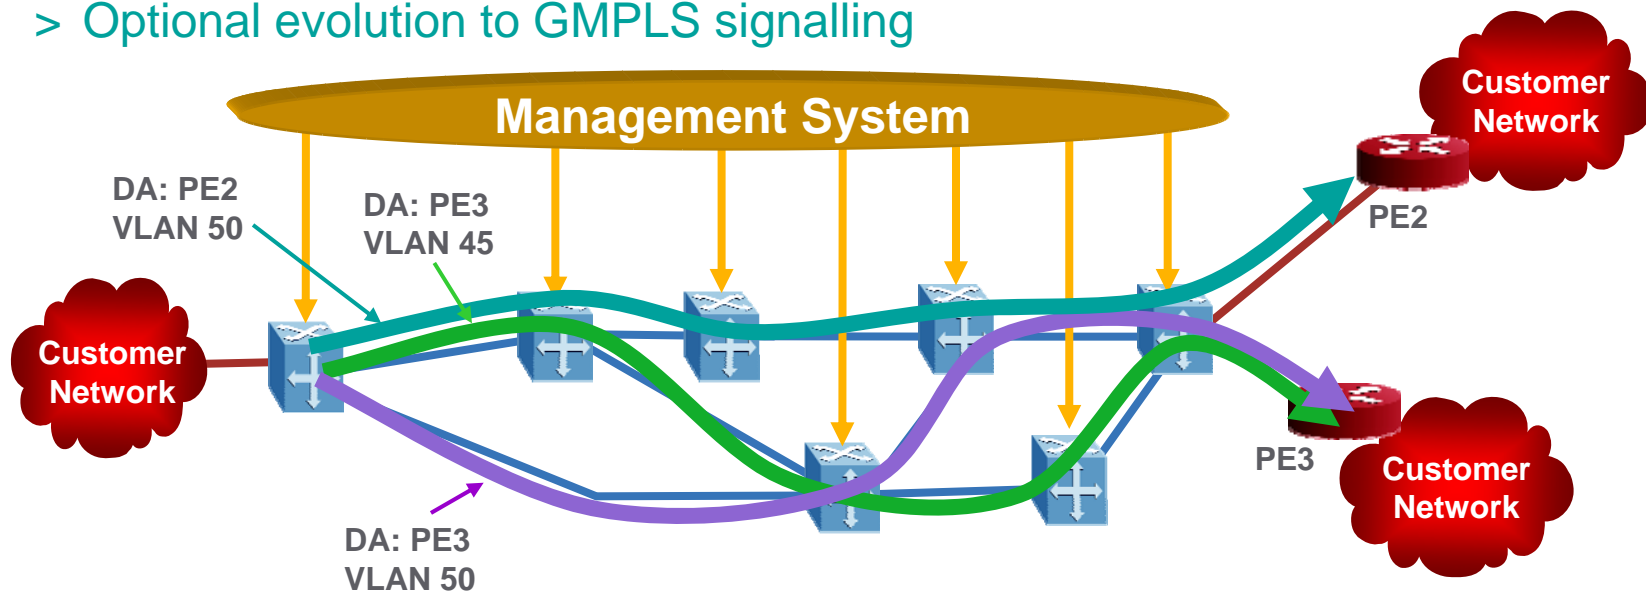 > Optional evolution to GMPLS signalling
Management System
Customer
Network
DA: PE2
VLAN 50
DA: PE3
VLAN 45
PE2
Customer
Network
PE3
Customer
Network
DA: PE3
VLAN 50